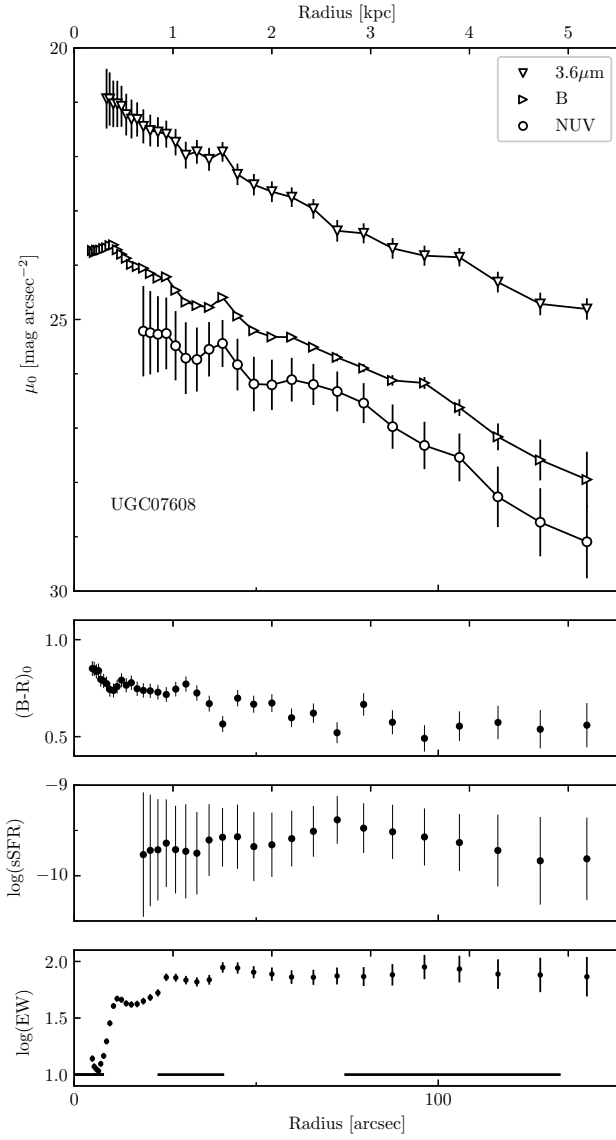 Radius [kpc]
0 1 2 3 4 5
20
25
30
μ₀ [mag arcsec⁻²]
3.6μm
B
NUV
UGC07608
1.0
0.5
(B-R)₀
−9
−10
log(sSFR)
2.0
1.5
1.0
log(EW)
0 100
Radius [arcsec]